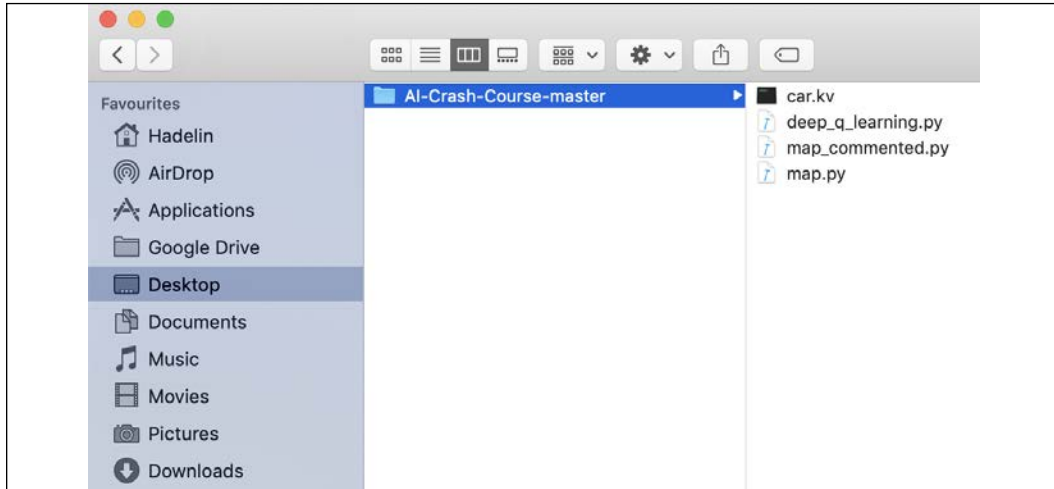 Favourites
Hadelin
AirDrop
Applications
Google Drive
Desktop
Documents
Music
Movies
Pictures
Downloads
AI-Crash-Course-master
car.kv
deep_q_learning.py
map_commented.py
map.py